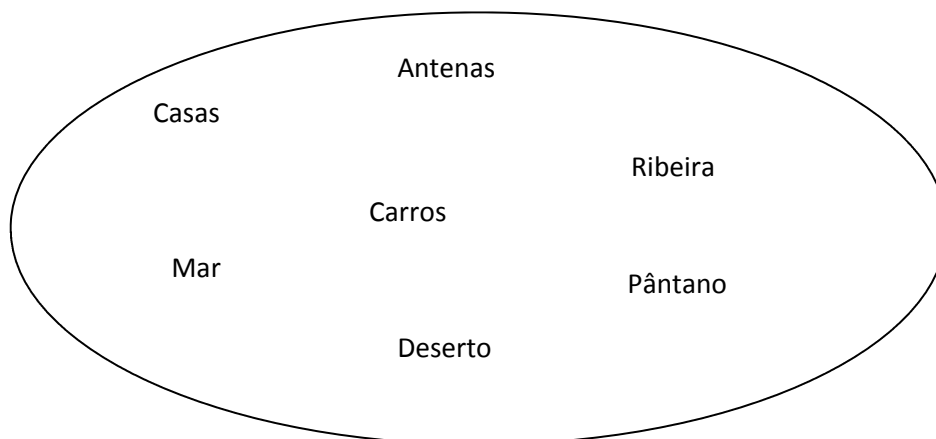 Antenas
Casas
Ribeira
Carros
Mar
Pântano
Deserto